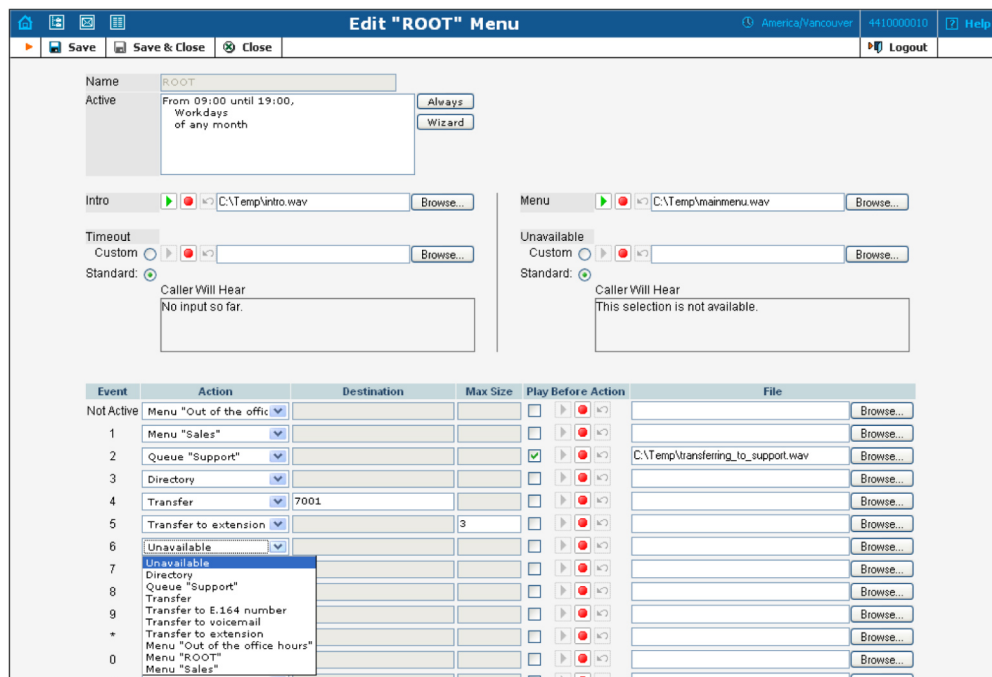 Edit "ROOT" Menu
America/Vancouver
4410000010
Help
Save
Save & Close
Close
Logout
Name
ROOT
Active
From 09:00 until 19:00,
Workdays
of any month
Always
Wizard
Intro
C:\Temp\intro.wav
Browse...
Menu
C:\Temp\mainmenu.wav
Browse...
Timeout
Custom
Browse...
Standard:
Caller Will Hear
No input so far.
Unavailable
Custom
Browse...
Standard:
Caller Will Hear
This selection is not available.
Event Action Destination Max Size Play Before Action File
Not Active Menu "Out of the offic Browse...
1 Menu "Sales" Browse...
2 Queue "Support" C:\Temp\transferring_to_support.wav Browse...
3 Directory Browse...
4 Transfer 7001 Browse...
5 Transfer to extension 3 Browse...
6 Unavailable Browse...
7 Browse...
8 Browse...
9 Browse...
* Browse...
0 Browse...
Unavailable
Directory
Queue "Support"
Transfer
Transfer to E.164 number
Transfer to voicemail
Transfer to extension
Menu "Out of the office hours"
Menu "ROOT"
Menu "Sales"